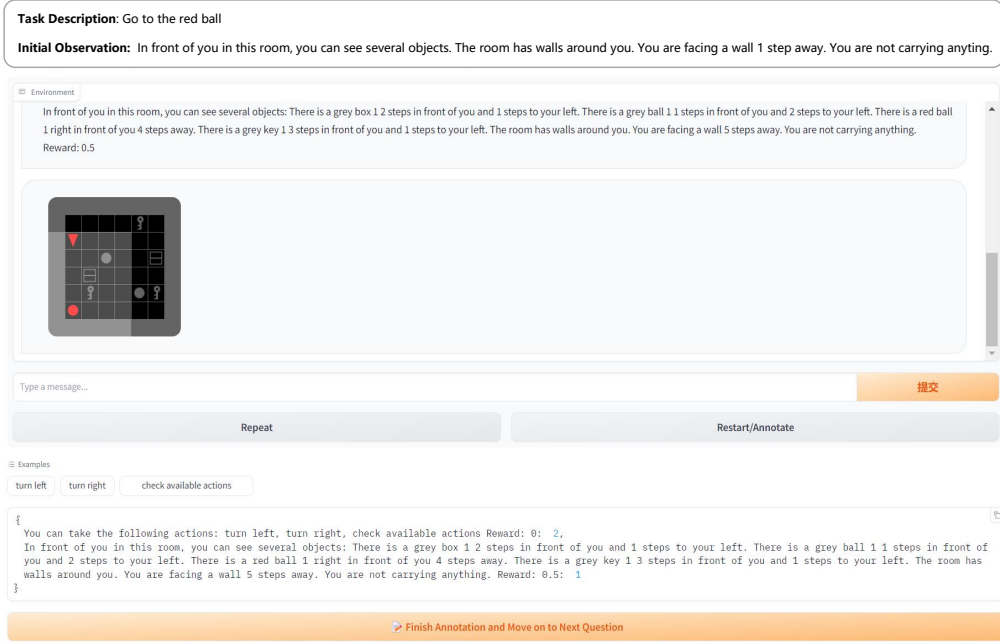 Task Description: Go to the red ball
Initial Observation: In front of you in this room, you can see several objects. The room has walls around you. You are facing a wall 1 step away. You are not carrying anyting.
Environment
In front of you in this room, you can see several objects: There is a grey box 1 2 steps in front of you and 1 steps to your left. There is a grey ball 1 1 steps in front of you and 2 steps to your left. There is a red ball
1 right in front of you 4 steps away. There is a grey key 1 3 steps in front of you and 1 steps to your left. The room has walls around you. You are facing a wall 5 steps away. You are not carrying anything.
Reward: 0.5
Type a message...
提交
Repeat
Restart/Annotate
Examples
turn left
turn right
check available actions
{
You can take the following actions: turn left, turn right, check available actions Reward: 0: 2,
In front of you in this room, you can see several objects: There is a grey box 1 2 steps in front of you and 1 steps to your left. There is a grey ball 1 1 steps in front of
you and 2 steps to your left. There is a red ball 1 right in front of you 4 steps away. There is a grey key 1 3 steps in front of you and 1 steps to your left. The room has
walls around you. You are facing a wall 5 steps away. You are not carrying anything. Reward: 0.5: 1
}
📝 Finish Annotation and Move on to Next Question